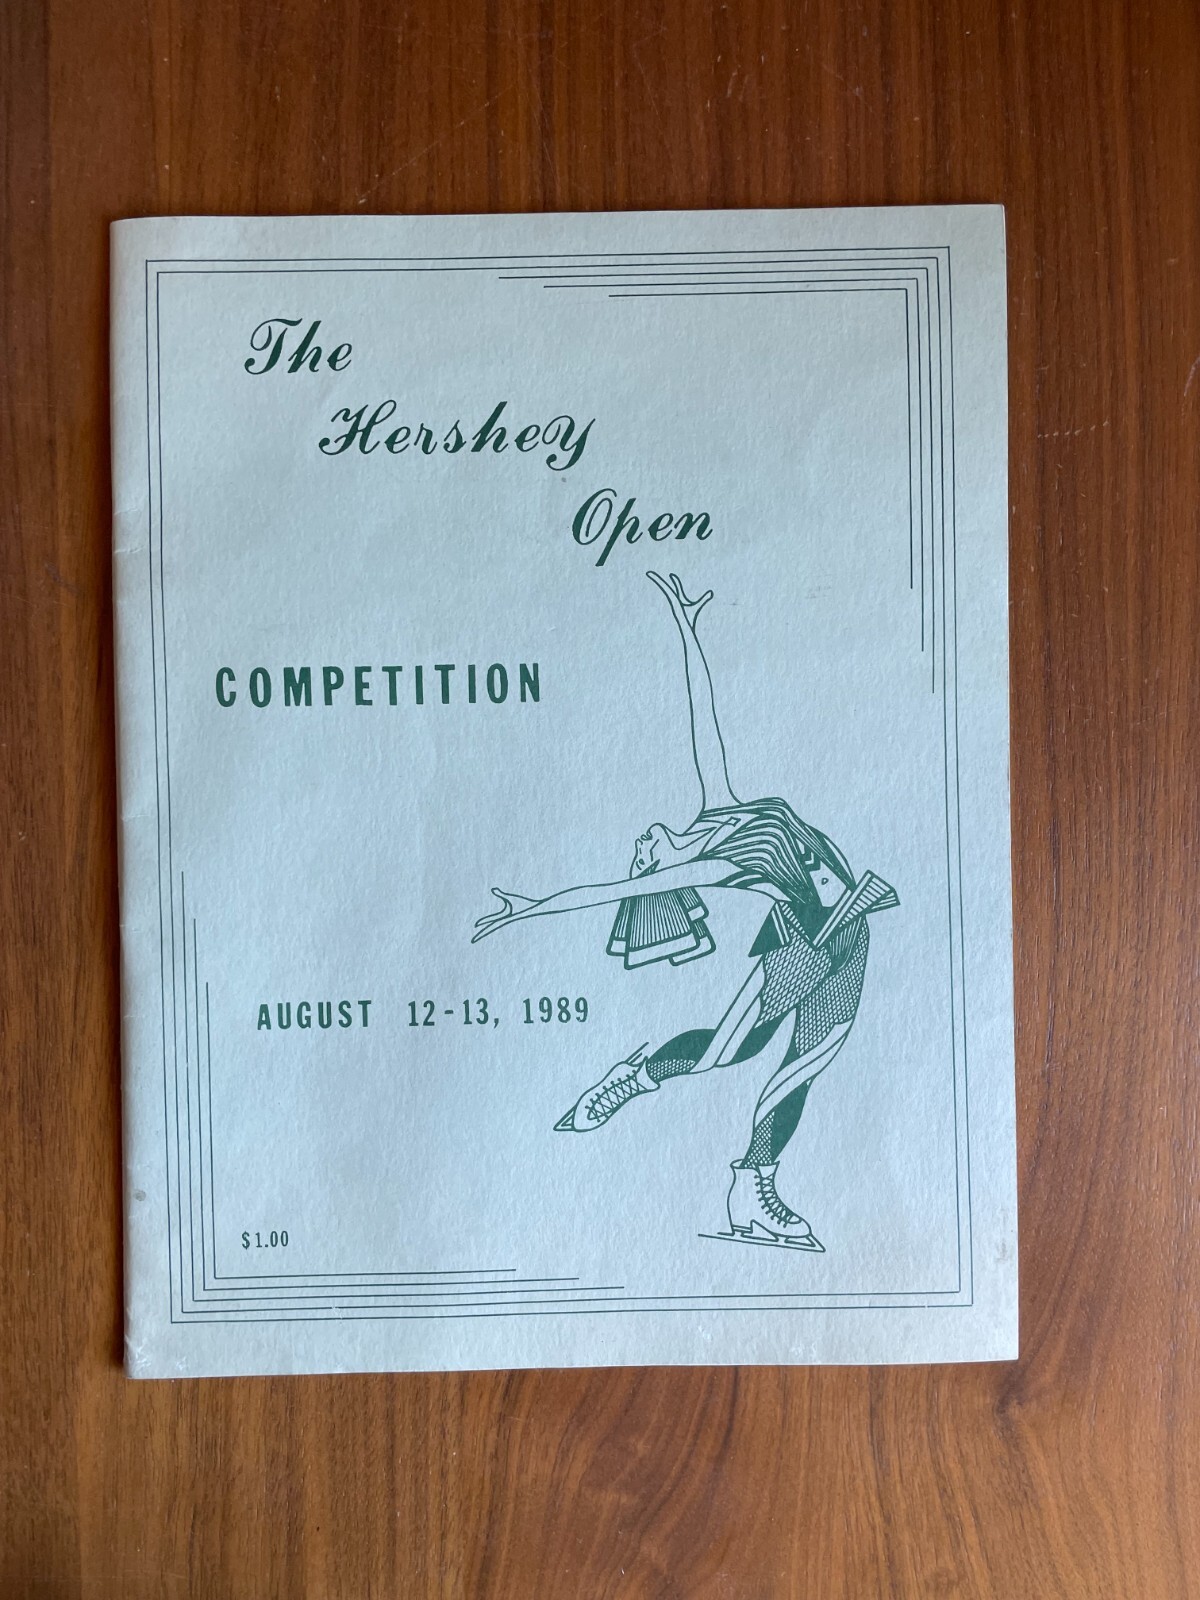 The
Hershey
Open
COMPETITION
AUGUST 12-13, 1989
$1.00